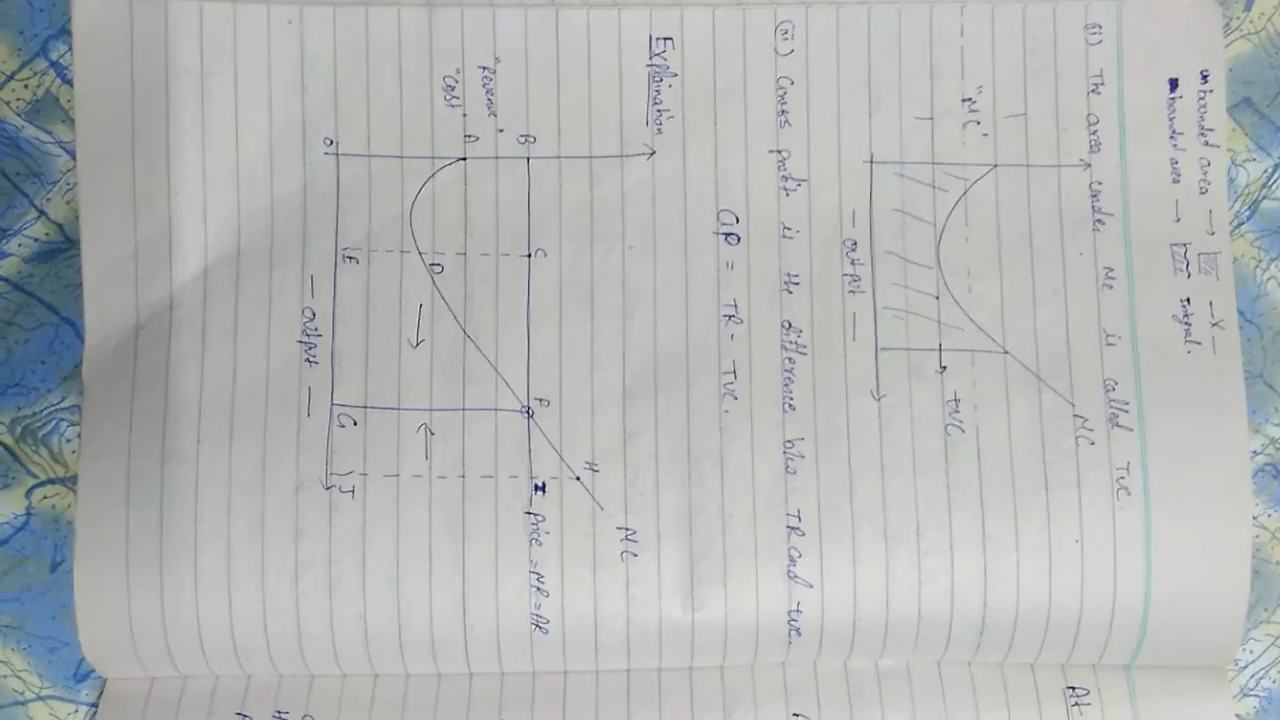 unbounded area → — X —
bounded area → Integral.
(ii) The area under Mc is called TVC.
"MC"
MC
TVC
— output —
(iii) Gross profit is the difference b/w TR and TVC.
GP = TR - TVC.
Explaination
"Revenue"
"Cost"
B
C
F
I
Price = MR = AR
H
MC
A
D
O
E
G
J
— output —
At